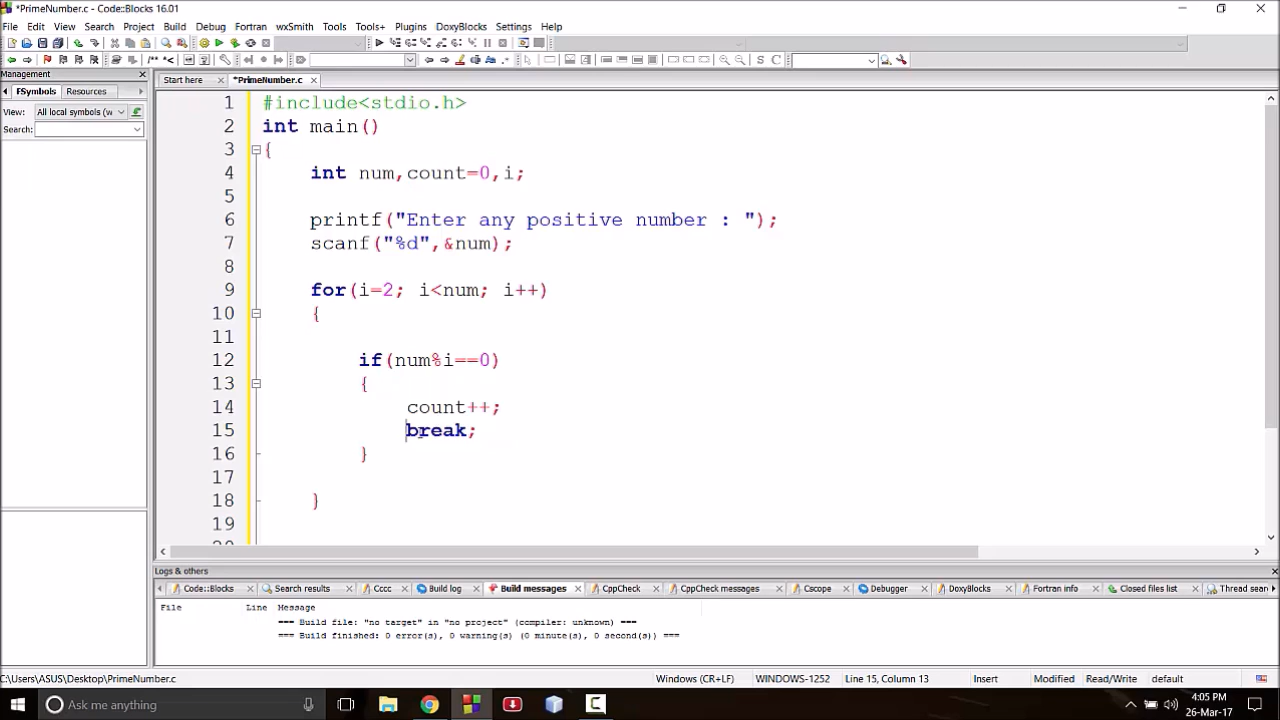 *PrimeNumber.c - Code::Blocks 16.01
File Edit View Search Project Build Debug Fortran wxSmith Tools Tools+ Plugins DoxyBlocks Settings Help
Management
Start here *PrimeNumber.c
FSymbols Resources
View: All local symbols (w
Search:
1 #include<stdio.h>
2 int main()
3 {
4 int num,count=0,i;
5
6 printf("Enter any positive number : ");
7 scanf("%d",&num);
8
9 for(i=2; i<num; i++)
10 {
11
12 if(num%i==0)
13 {
14 count++;
15 break;
16 }
17
18 }
19
Logs & others
Code::Blocks Search results Cccc Build log Build messages CppCheck CppCheck messages Cscope Debugger DoxyBlocks Fortran info Closed files list Thread sear
File Line Message
=== Build file: "no target" in "no project" (compiler: unknown) ===
=== Build finished: 0 error(s), 0 warning(s) (0 minute(s), 0 second(s)) ===
C:\Users\ASUS\Desktop\PrimeNumber.c Windows (CR+LF) WINDOWS-1252 Line 15, Column 13 Insert Modified Read/Write default
Ask me anything
4:05 PM
26-Mar-17